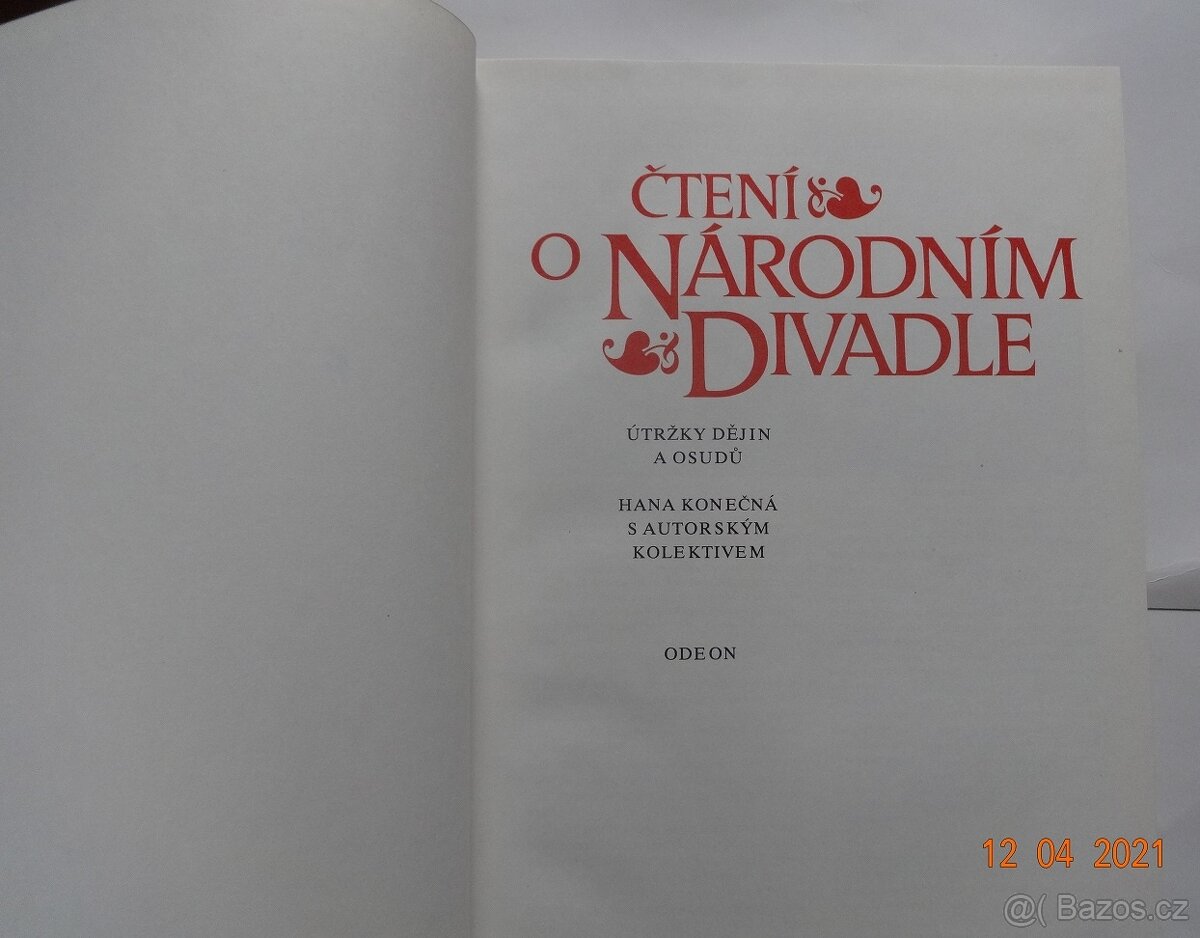 ČTENÍ
O NÁRODNÍM
DIVADLE
ÚTRŽKY DĚJIN
A OSUDŮ
HANA KONEČNÁ
S AUTORSKÝM
KOLEKTIVEM
ODEON
12 04 2021
@( Bazos.cz